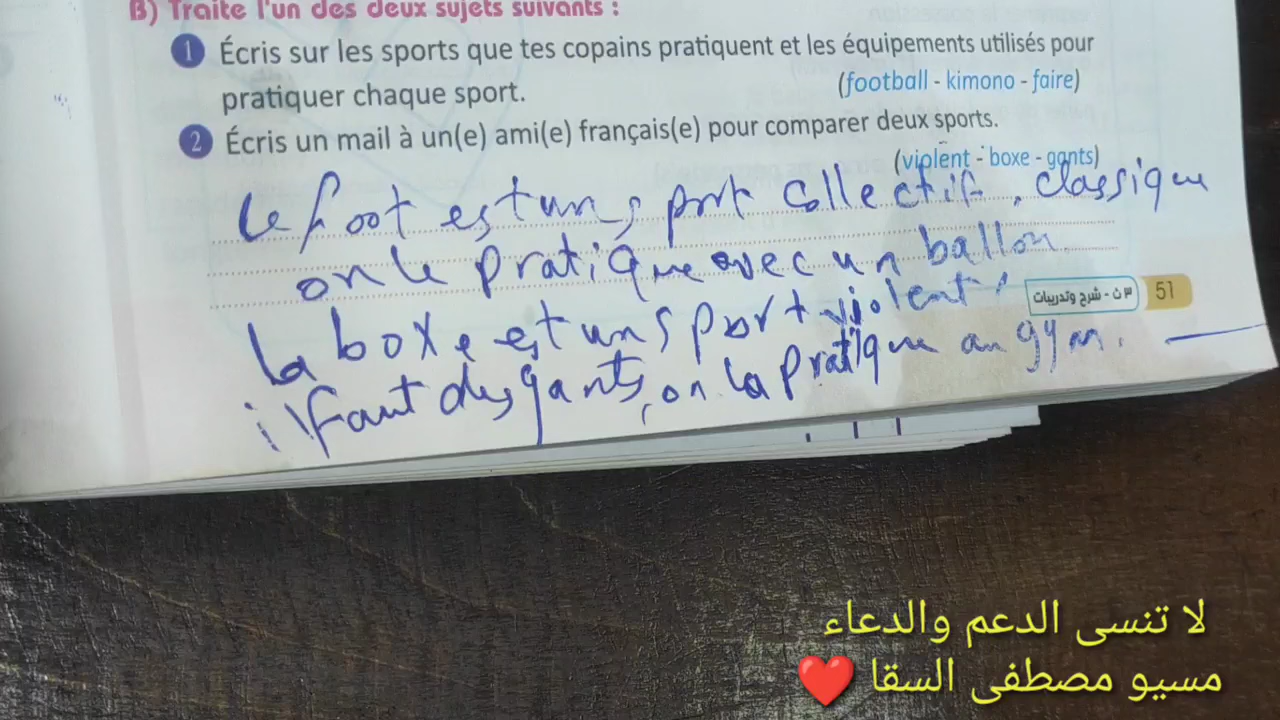 B) Traite l'un des deux sujets suivants :
1 Écris sur les sports que tes copains pratiquent et les équipements utilisés pour
pratiquer chaque sport. (football - kimono - faire)
2 Écris un mail à un(e) ami(e) français(e) pour comparer deux sports.
(violent - boxe - gants)
Le foot est un sport collectif, classique
on le pratique avec un ballon.
La boxe est un sport violent,
il faut des gants, on la pratique au gym.
٣ ث - شرح وتدريبات 51
لا تنسى الدعم والدعاء
مسيو مصطفى السقا ❤️